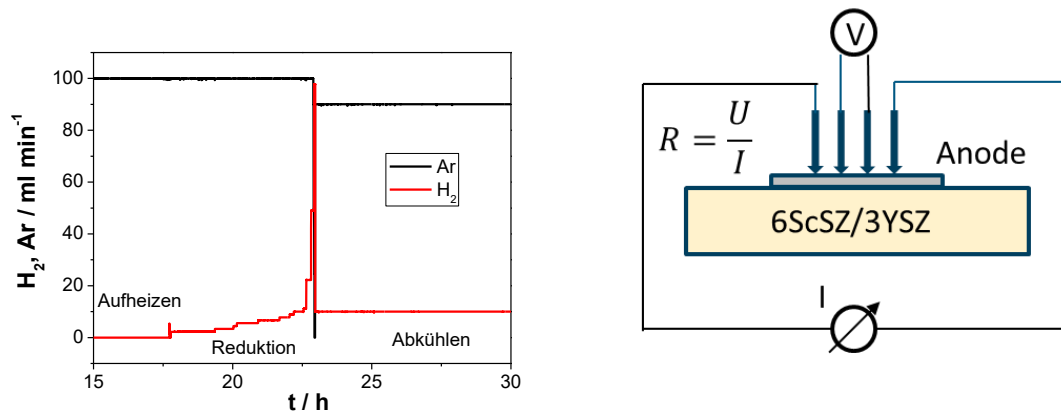 100
80
60
40
20
0
H₂, Ar / ml min⁻¹
Ar
H₂
Aufheizen
Reduktion
Abkühlen
15 20 25 30
t / h
V
R = U/I
Anode
6ScSZ/3YSZ
I